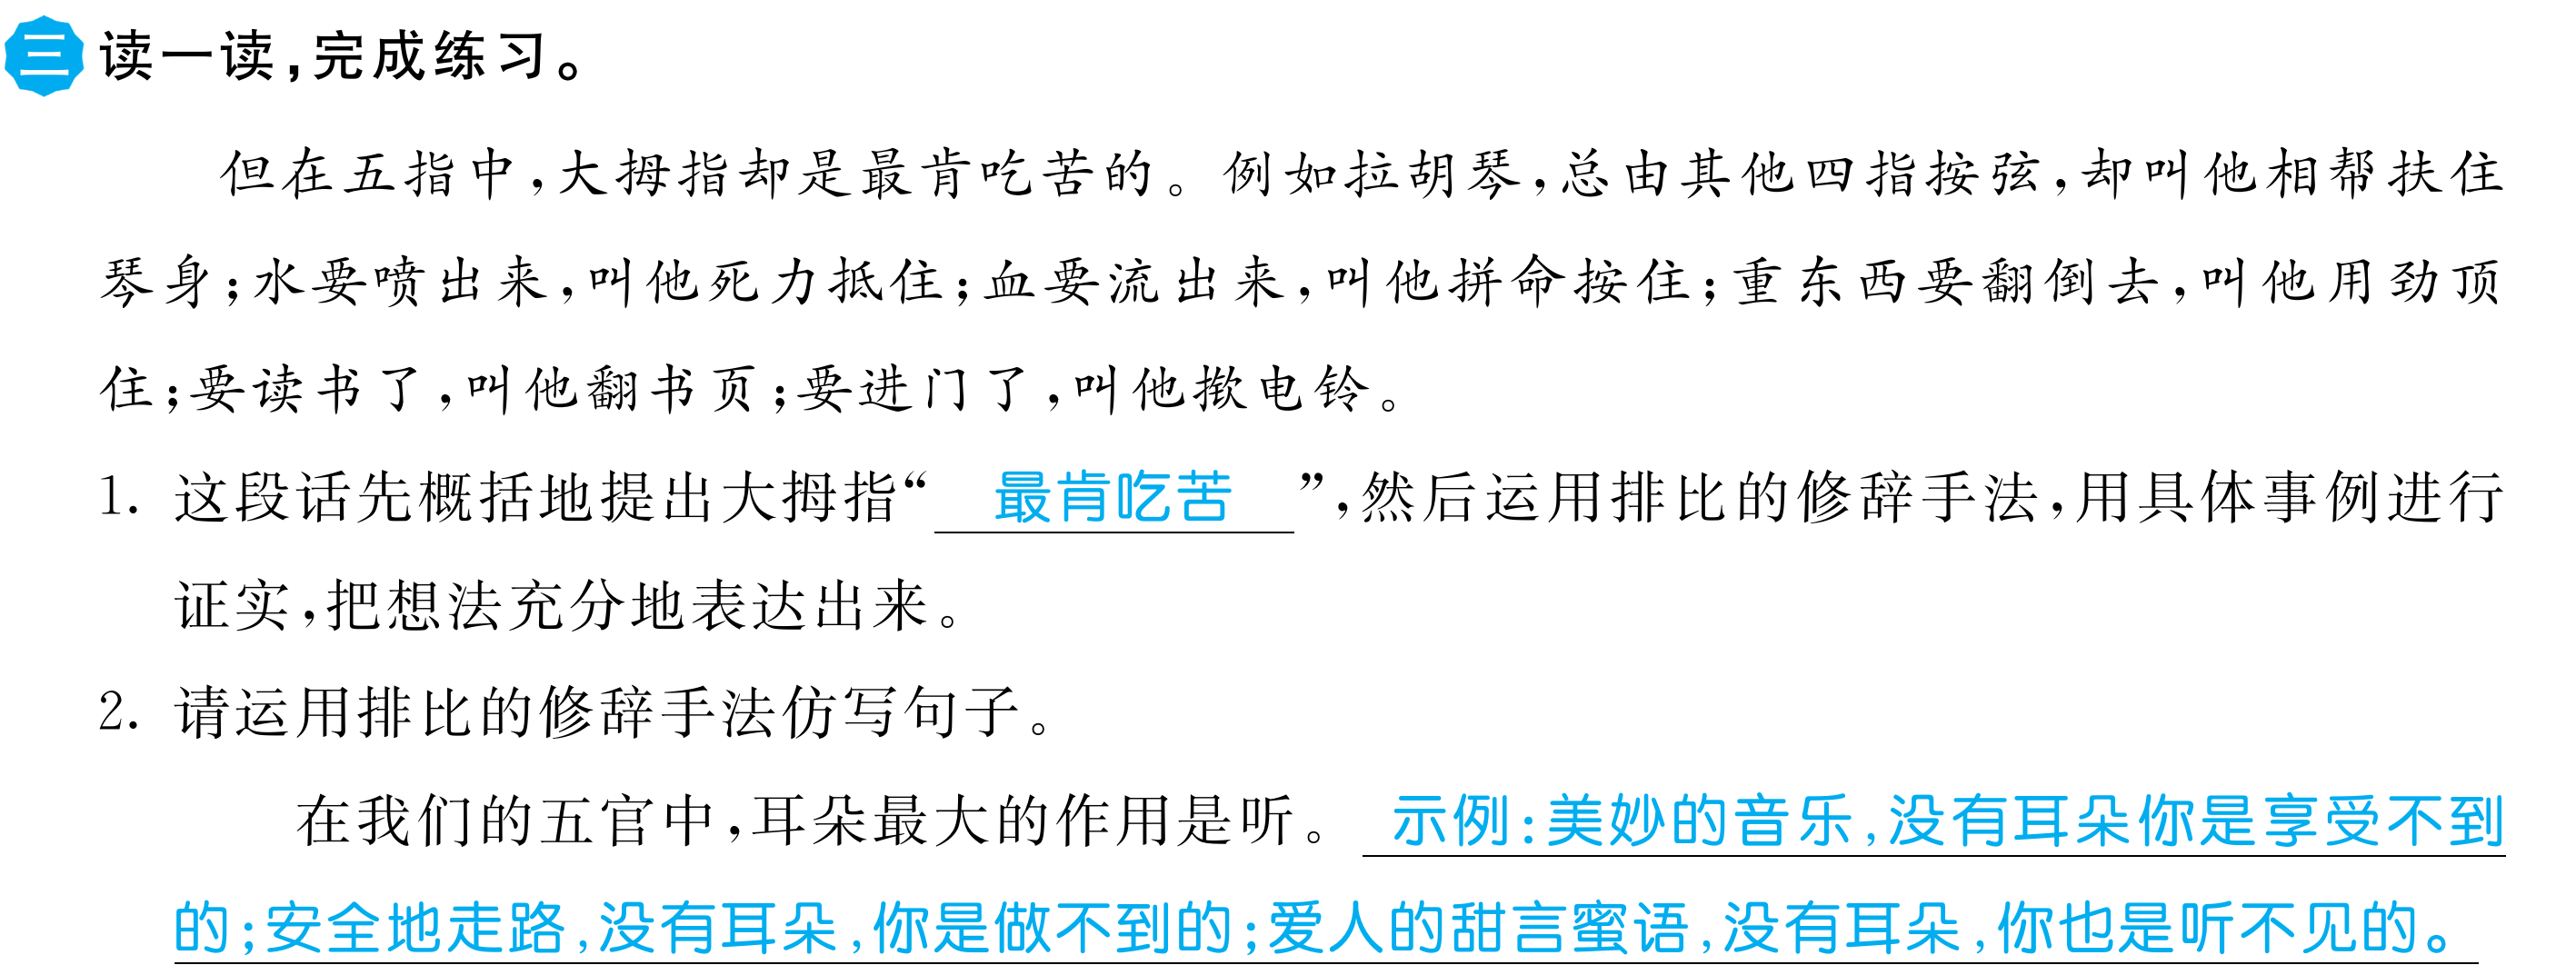 三 读一读,完成练习。
但在五指中,大拇指却是最肯吃苦的。例如拉胡琴,总由其他四指按弦,却叫他相帮扶住
琴身;水要喷出来,叫他死力抵住;血要流出来,叫他拼命按住;重东西要翻倒去,叫他用劲顶
住;要读书了,叫他翻书页;要进门了,叫他揿电铃。
1. 这段话先概括地提出大拇指“最肯吃苦”,然后运用排比的修辞手法,用具体事例进行
证实,把想法充分地表达出来。
2. 请运用排比的修辞手法仿写句子。
在我们的五官中,耳朵最大的作用是听。示例:美妙的音乐,没有耳朵你是享受不到
的;安全地走路,没有耳朵,你是做不到的;爱人的甜言蜜语,没有耳朵,你也是听不见的。